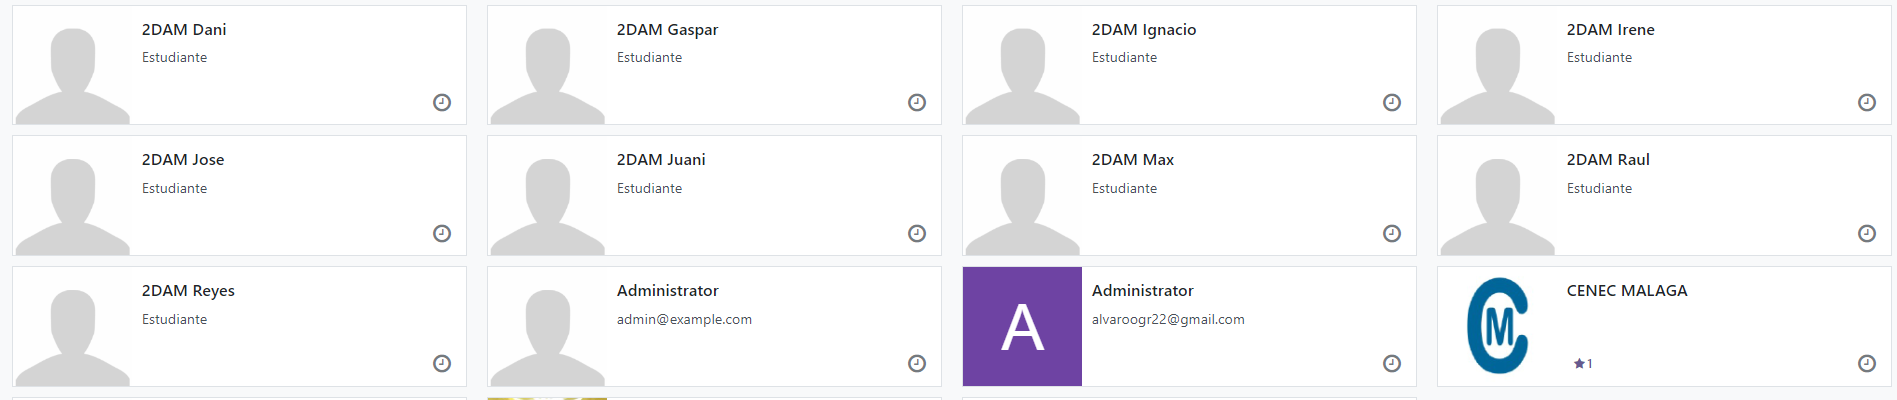 2DAM Dani
Estudiante
2DAM Gaspar
Estudiante
2DAM Ignacio
Estudiante
2DAM Irene
Estudiante
2DAM Jose
Estudiante
2DAM Juani
Estudiante
2DAM Max
Estudiante
2DAM Raul
Estudiante
2DAM Reyes
Estudiante
Administrator
admin@example.com
A
Administrator
alvaroogr22@gmail.com
CM
CENEC MALAGA
★1